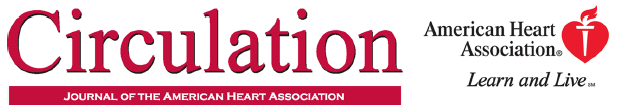 Circulation
JOURNAL OF THE AMERICAN HEART ASSOCIATION
American Heart
Association®
Learn and Live℠